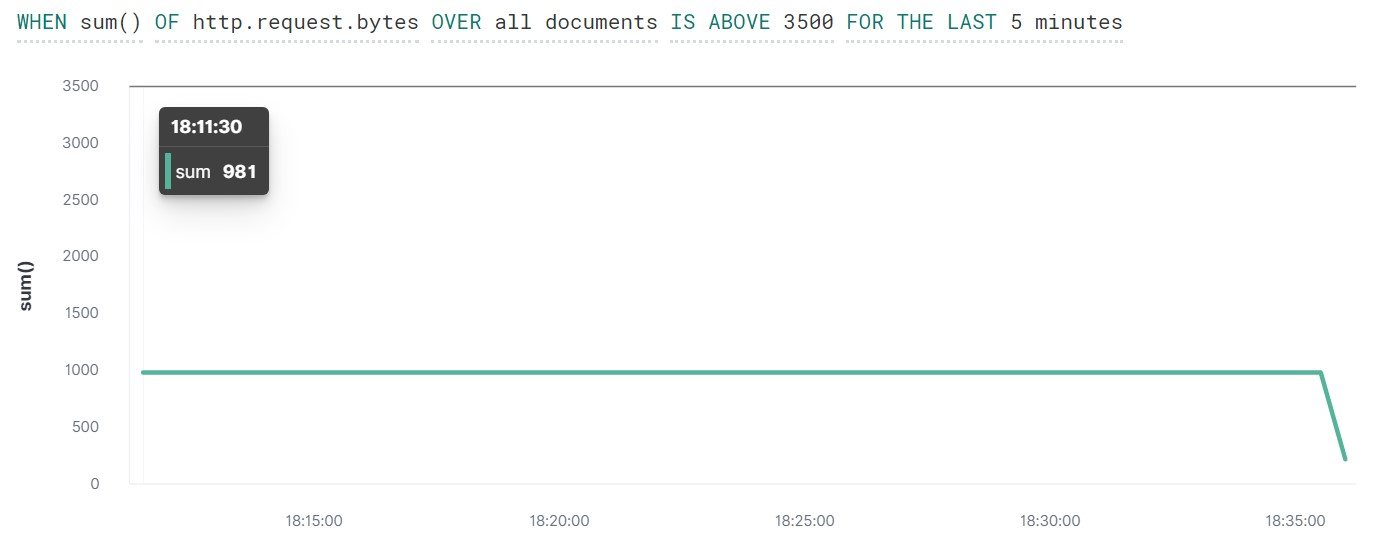 WHEN sum() OF http.request.bytes OVER all documents IS ABOVE 3500 FOR THE LAST 5 minutes
3500
18:11:30
3000
sum 981
2500
2000
sum()
1500
1000
500
0
18:15:00 18:20:00 18:25:00 18:30:00 18:35:00